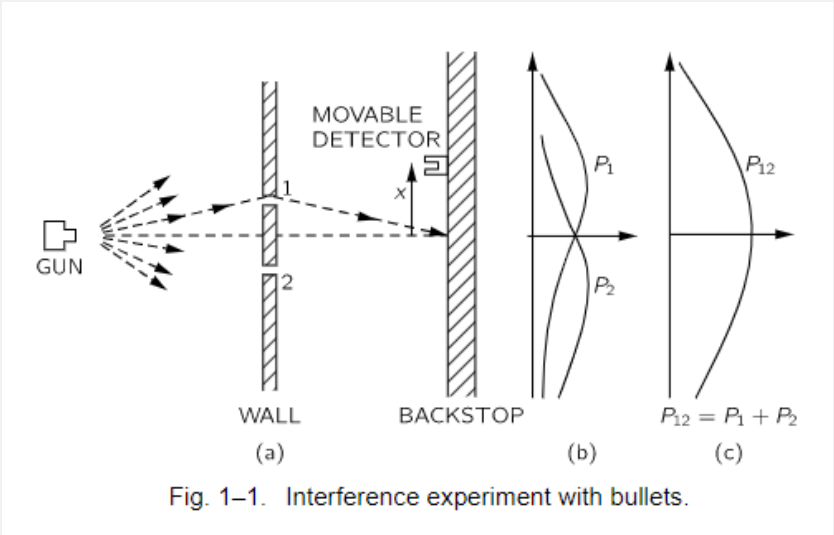 MOVABLE
DETECTOR
1
x
GUN
2
P₁
P₂
P₁₂
WALL
BACKSTOP
P₁₂ = P₁ + P₂
(a)
(b)
(c)
Fig. 1–1. Interference experiment with bullets.